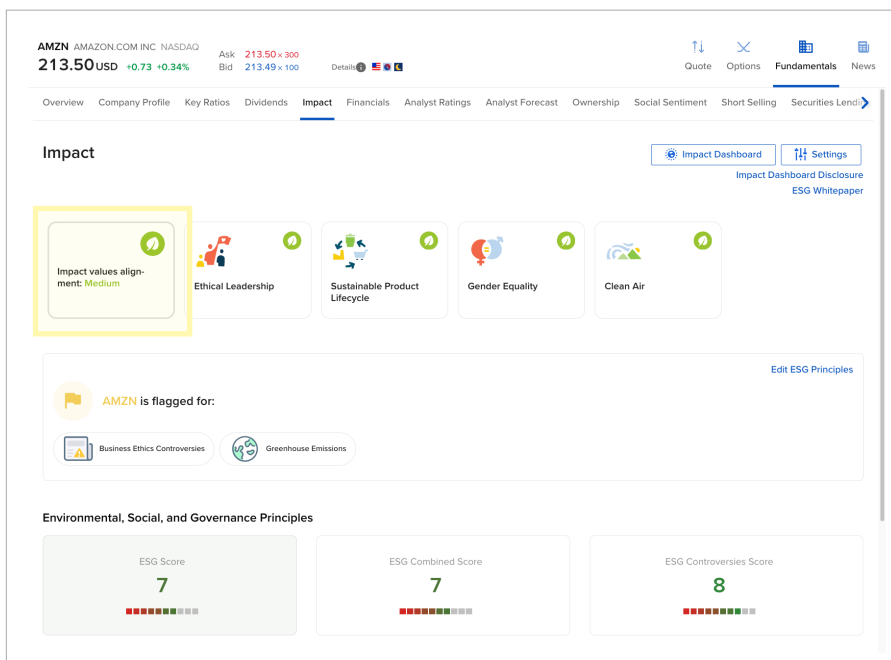 AMZN AMAZON.COM INC NASDAQ
213.50 USD +0.73 +0.34%
Ask 213.50 × 300
Bid 213.49 × 100
Details
Quote Options Fundamentals News
Overview Company Profile Key Ratios Dividends Impact Financials Analyst Ratings Analyst Forecast Ownership Social Sentiment Short Selling Securities Lendi
Impact
Impact Dashboard Settings
Impact Dashboard Disclosure
ESG Whitepaper
Impact values align-
ment: Medium
Ethical Leadership
Sustainable Product
Lifecycle
Gender Equality
Clean Air
Edit ESG Principles
AMZN is flagged for:
Business Ethics Controversies
Greenhouse Emissions
Environmental, Social, and Governance Principles
ESG Score
7
ESG Combined Score
7
ESG Controversies Score
8